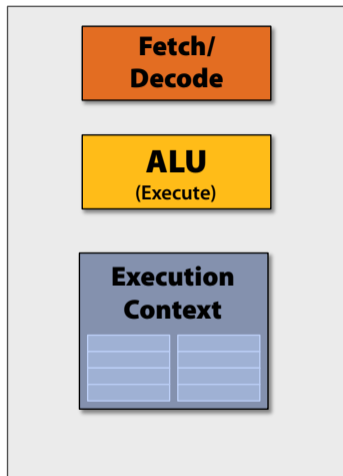 Fetch/
Decode
ALU
(Execute)
Execution
Context